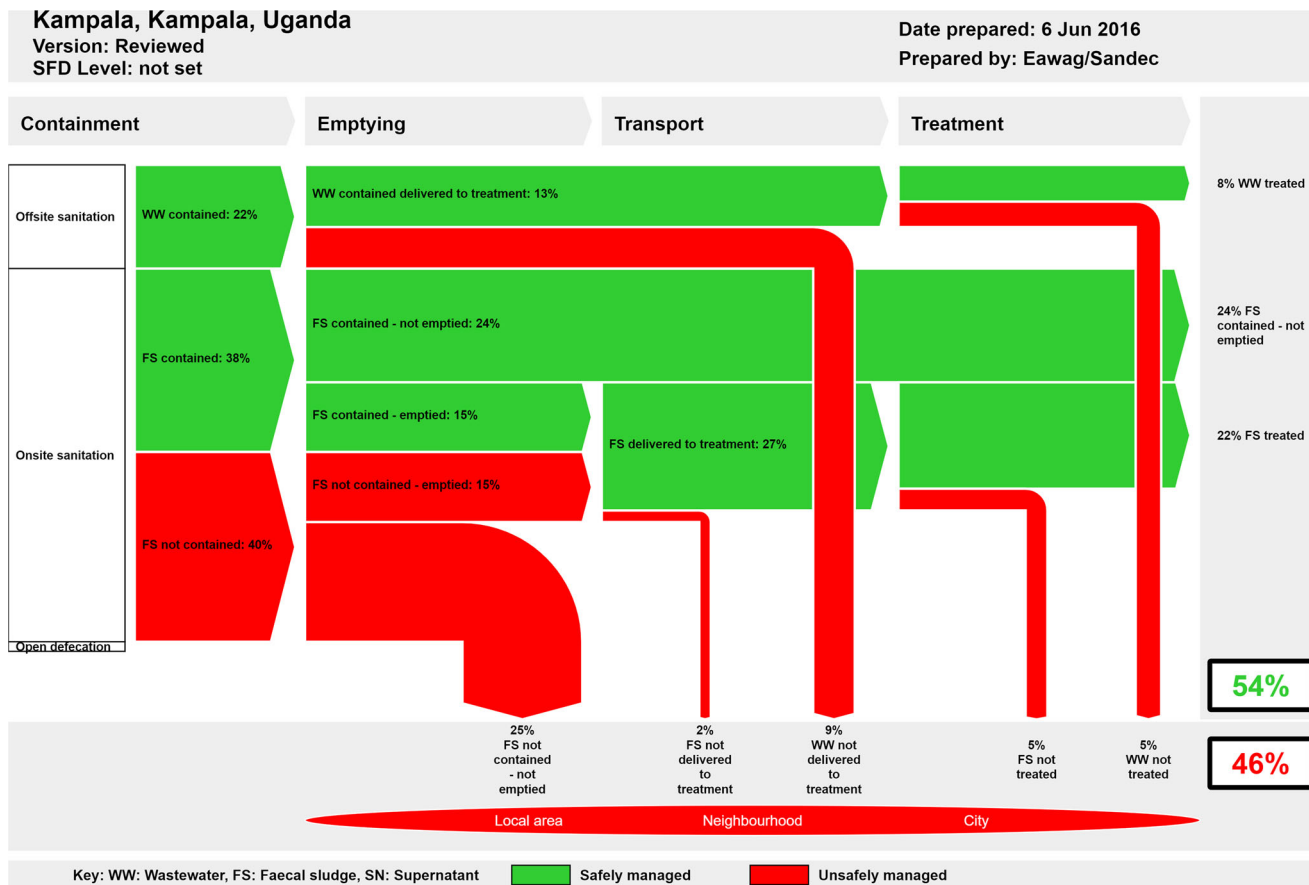 Kampala, Kampala, Uganda
Version: Reviewed
SFD Level: not set
Date prepared: 6 Jun 2016
Prepared by: Eawag/Sandec
Containment
Emptying
Transport
Treatment
Offsite sanitation
WW contained: 22%
WW contained delivered to treatment: 13%
8% WW treated
FS contained - not emptied: 24%
24% FS
contained - not
emptied
FS contained: 38%
FS contained - emptied: 15%
FS delivered to treatment: 27%
22% FS treated
Onsite sanitation
FS not contained - emptied: 15%
FS not contained: 40%
Open defecation
54%
25%
FS not
contained
- not
emptied
2%
FS not
delivered
to
treatment
9%
WW not
delivered
to
treatment
5%
FS not
treated
5%
WW not
treated
46%
Local area
Neighbourhood
City
Key: WW: Wastewater, FS: Faecal sludge, SN: Supernatant
Safely managed
Unsafely managed